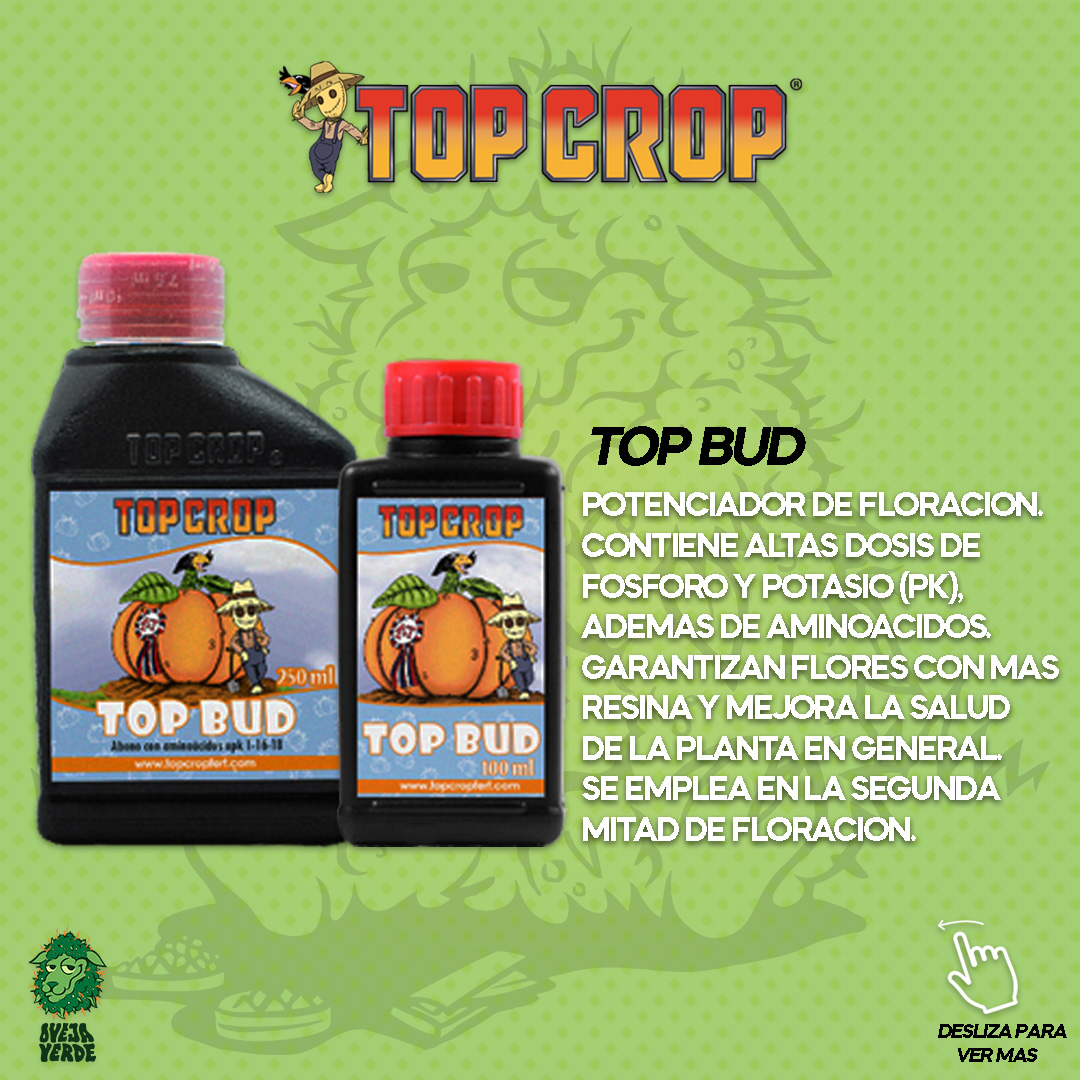 TOP CROP®
TOP CROP®
TOP CROP
250 ml
TOP BUD
Abono con aminoácidos npk 1-16-18
www.topcropfert.com
TOP CROP
TOP BUD
100 ml
www.topcropfert.com
TOP BUD
POTENCIADOR DE FLORACION.
CONTIENE ALTAS DOSIS DE
FOSFORO Y POTASIO (PK),
ADEMAS DE AMINOACIDOS.
GARANTIZAN FLORES CON MAS
RESINA Y MEJORA LA SALUD
DE LA PLANTA EN GENERAL.
SE EMPLEA EN LA SEGUNDA
MITAD DE FLORACION.
OVEJA
VERDE
DESLIZA PARA
VER MAS